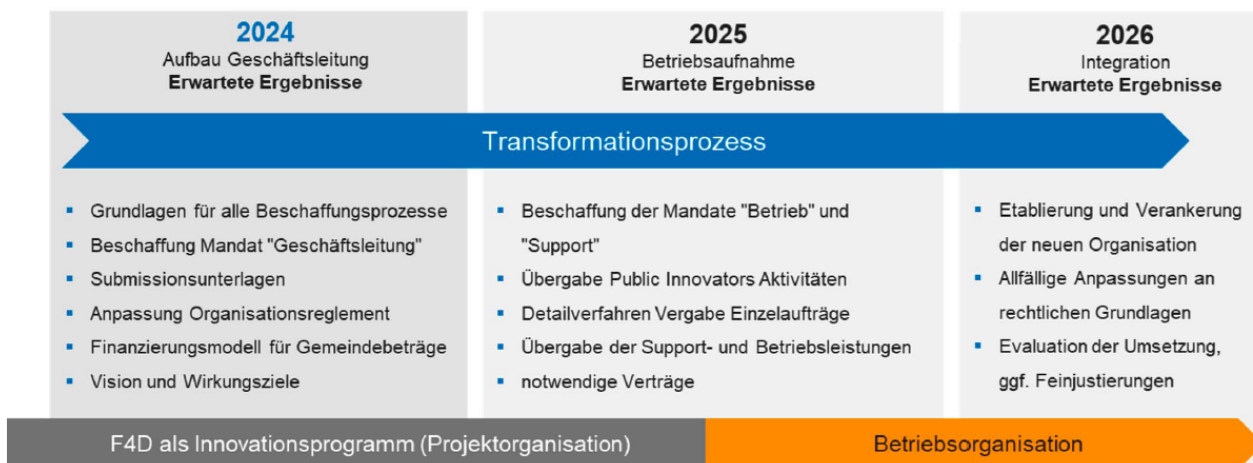 2024
Aufbau Geschäftsleitung
Erwartete Ergebnisse
2025
Betriebsaufnahme
Erwartete Ergebnisse
2026
Integration
Erwartete Ergebnisse
Transformationsprozess
▪ Grundlagen für alle Beschaffungsprozesse
▪ Beschaffung Mandat "Geschäftsleitung"
▪ Submissionsunterlagen
▪ Anpassung Organisationsreglement
▪ Finanzierungsmodell für Gemeindebeträge
▪ Vision und Wirkungsziele
▪ Beschaffung der Mandate "Betrieb" und
"Support"
▪ Übergabe Public Innovators Aktivitäten
▪ Detailverfahren Vergabe Einzelaufträge
▪ Übergabe der Support- und Betriebsleistungen
▪ notwendige Verträge
▪ Etablierung und Verankerung
der neuen Organisation
▪ Allfällige Anpassungen an
rechtlichen Grundlagen
▪ Evaluation der Umsetzung,
ggf. Feinjustierungen
F4D als Innovationsprogramm (Projektorganisation)
Betriebsorganisation